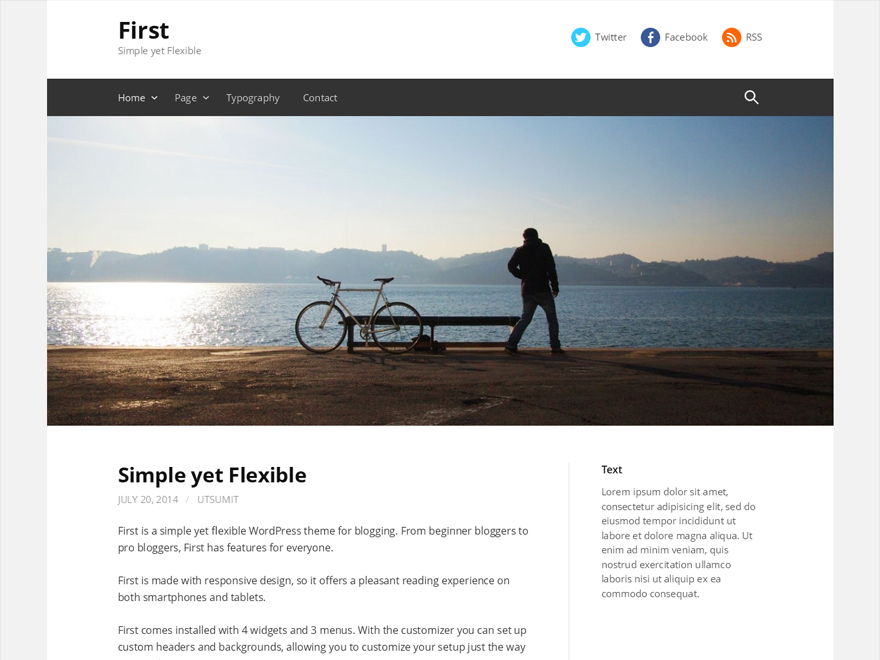 First
Simple yet Flexible
Twitter
Facebook
RSS
Home
Page
Typography
Contact
Simple yet Flexible
JULY 20, 2014 / UTSUMIT
First is a simple yet flexible WordPress theme for blogging. From beginner bloggers to
pro bloggers, First has features for everyone.
First is made with responsive design, so it offers a pleasant reading experience on
both smartphones and tablets.
First comes installed with 4 widgets and 3 menus. With the customizer you can set up
custom headers and backgrounds, allowing you to customize your setup just the way
Text
Lorem ipsum dolor sit amet,
consectetur adipisicing elit, sed do
eiusmod tempor incididunt ut
labore et dolore magna aliqua. Ut
enim ad minim veniam, quis
nostrud exercitation ullamco
laboris nisi ut aliquip ex ea
commodo consequat.